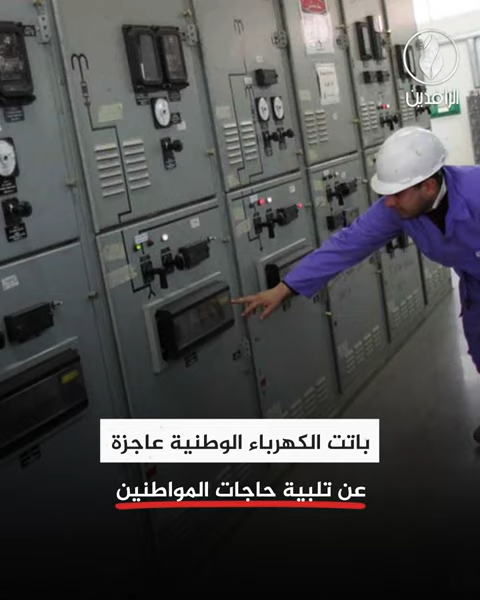 الرافدين
باتت الكهرباء الوطنية عاجزة
عن تلبية حاجات المواطنين